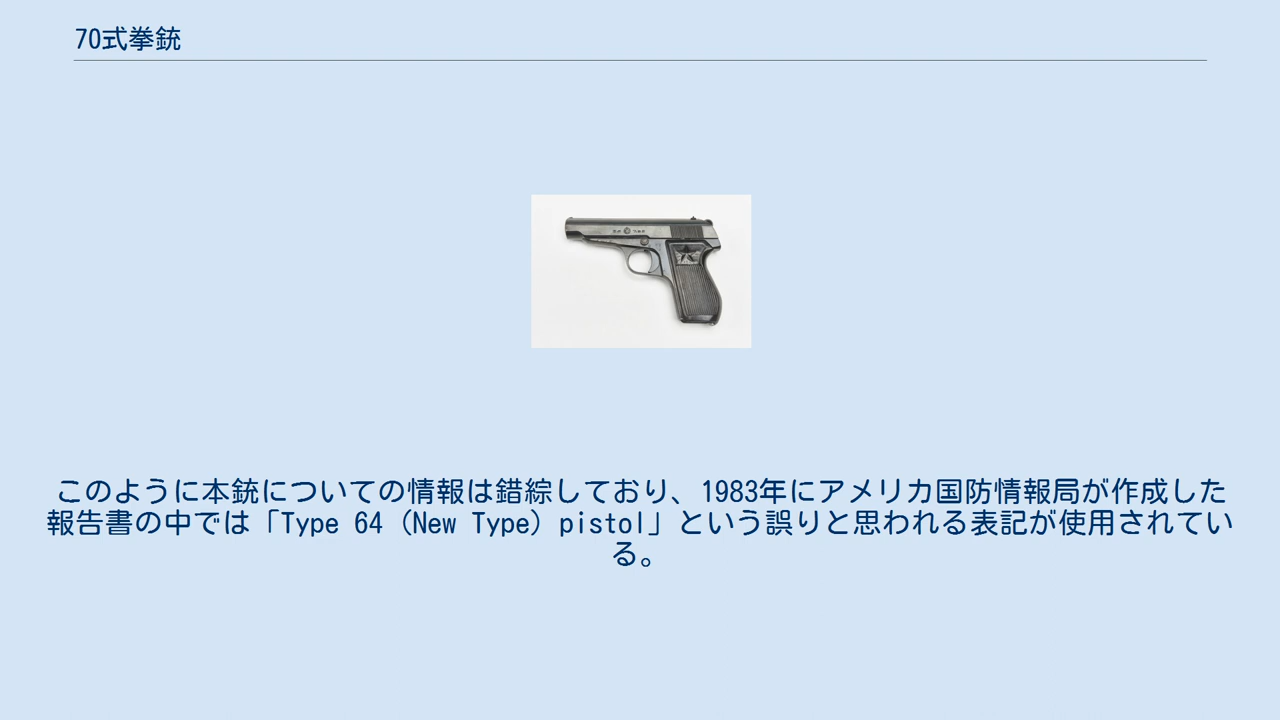 70式拳銃
このように本銃についての情報は錯綜しており、1983年にアメリカ国防情報局が作成した
報告書の中では「Type 64 (New Type) pistol」という誤りと思われる表記が使用されてい
る。